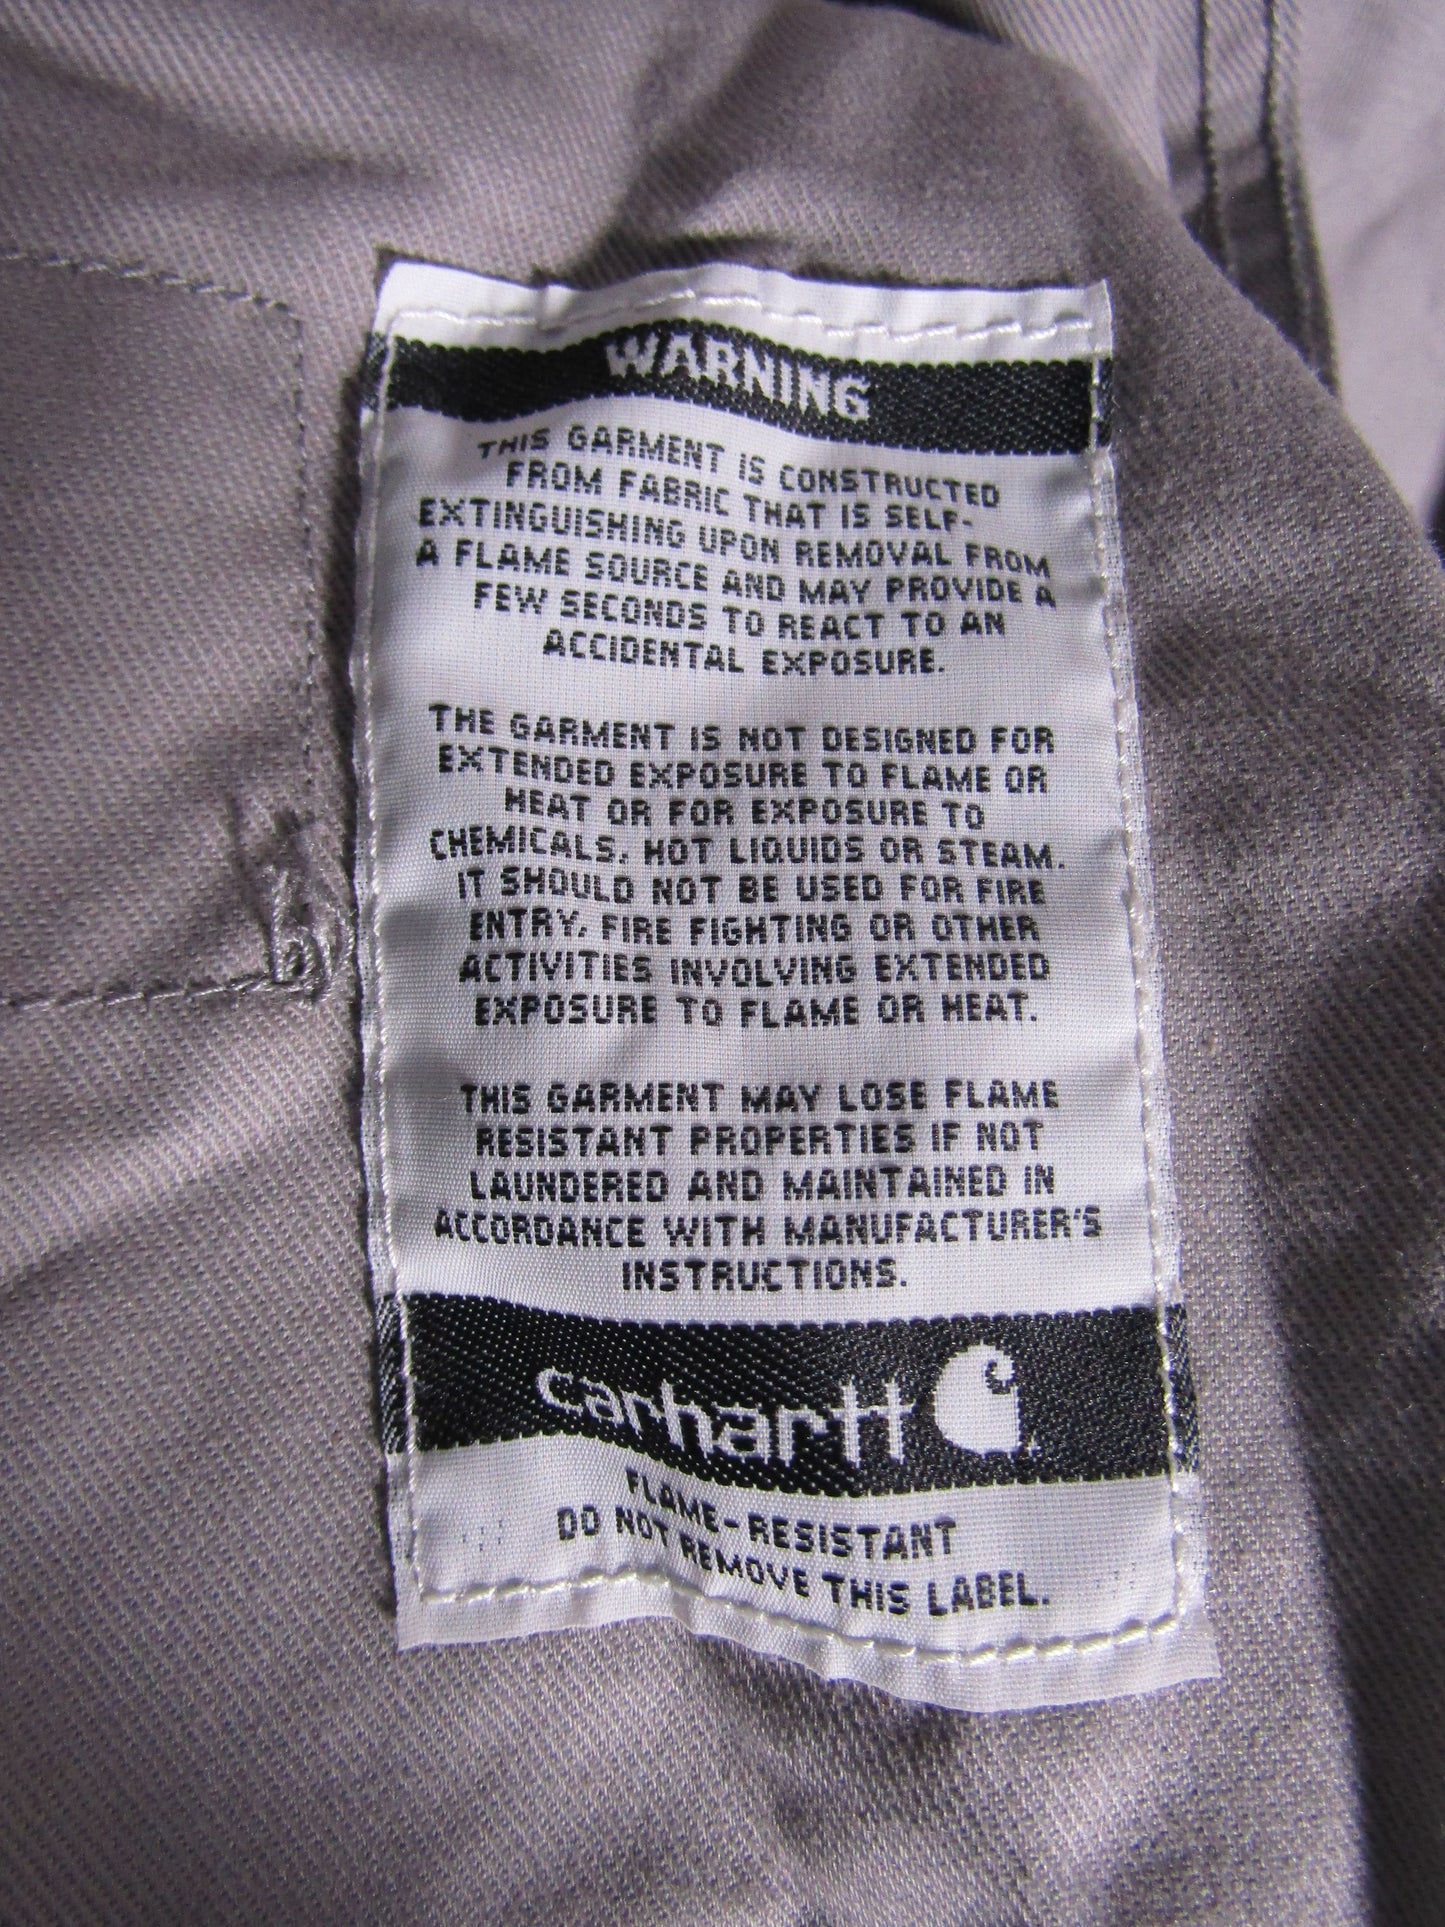 WARNING
THIS GARMENT IS CONSTRUCTED
FROM FABRIC THAT IS SELF-
EXTINGUISHING UPON REMOVAL FROM
A FLAME SOURCE AND MAY PROVIDE A
FEW SECONDS TO REACT TO AN
ACCIDENTAL EXPOSURE.
THE GARMENT IS NOT DESIGNED FOR
EXTENDED EXPOSURE TO FLAME OR
HEAT OR FOR EXPOSURE TO
CHEMICALS, HOT LIQUIDS OR STEAM.
IT SHOULD NOT BE USED FOR FIRE
ENTRY, FIRE FIGHTING OR OTHER
ACTIVITIES INVOLVING EXTENDED
EXPOSURE TO FLAME OR HEAT.
THIS GARMENT MAY LOSE FLAME
RESISTANT PROPERTIES IF NOT
LAUNDERED AND MAINTAINED IN
ACCORDANCE WITH MANUFACTURER'S
INSTRUCTIONS.
carhartt
FLAME-RESISTANT
DO NOT REMOVE THIS LABEL.